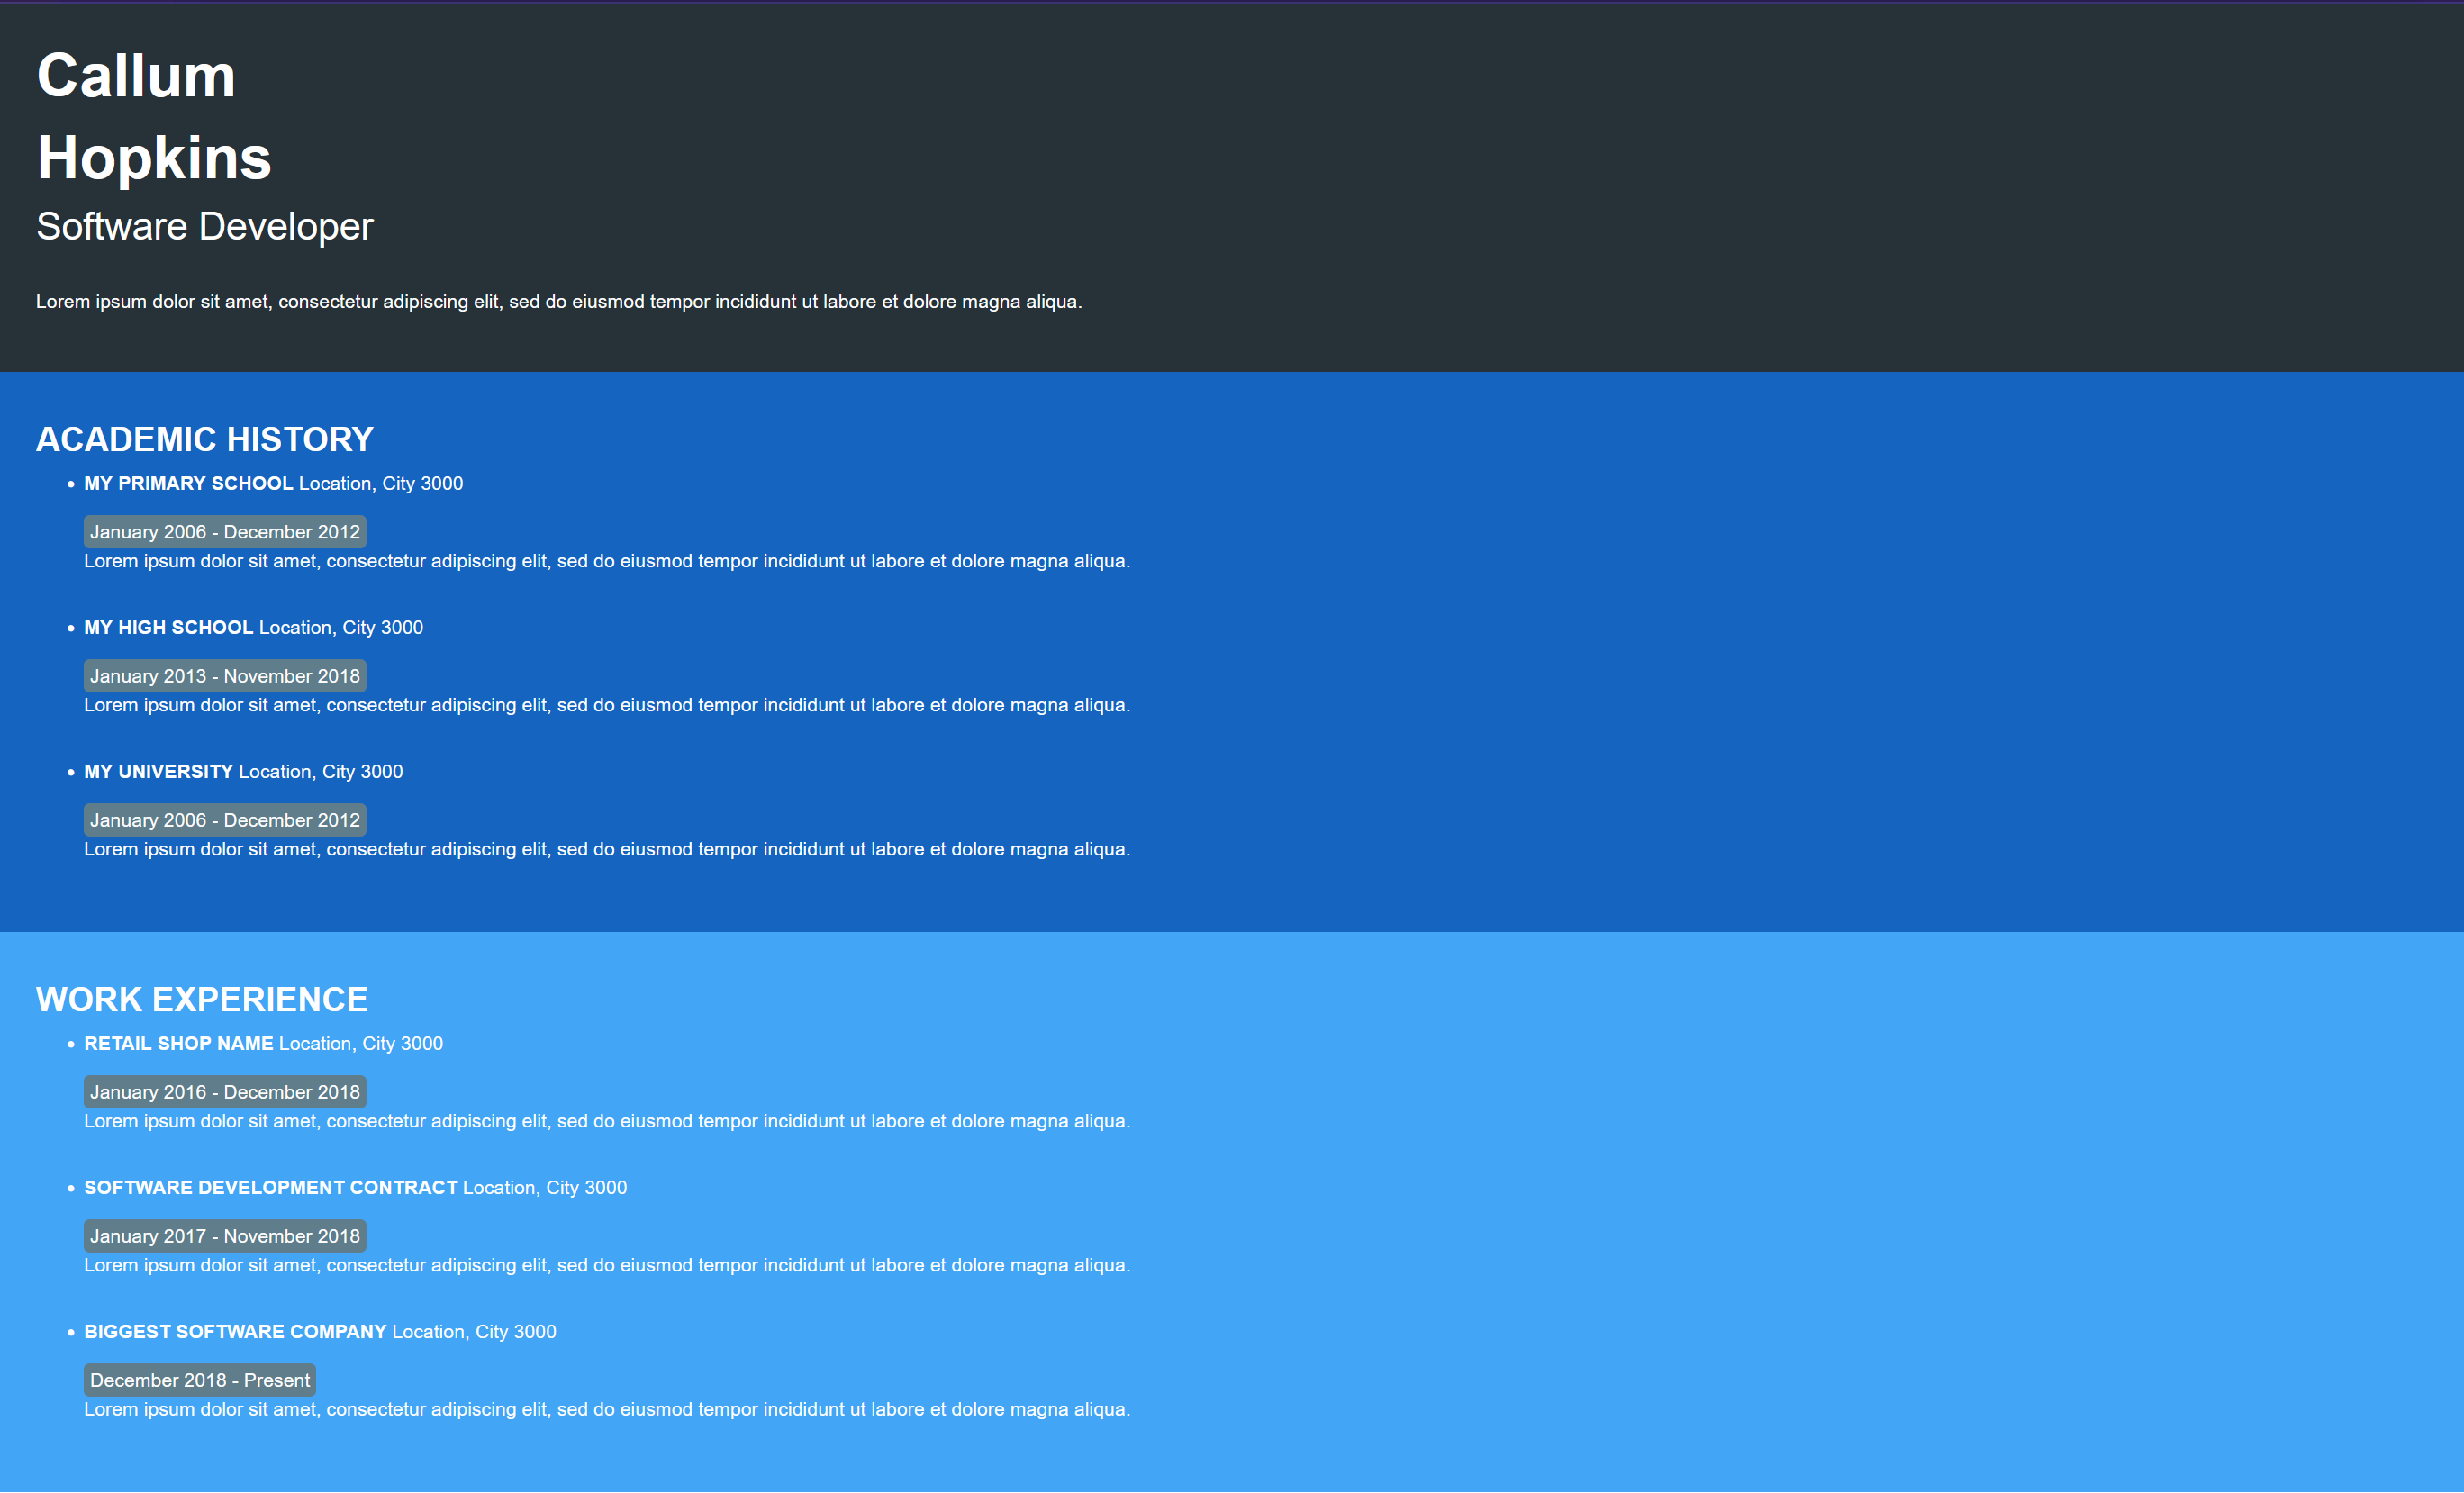 Callum
Hopkins
Software Developer
Lorem ipsum dolor sit amet, consectetur adipiscing elit, sed do eiusmod tempor incididunt ut labore et dolore magna aliqua.
ACADEMIC HISTORY
• MY PRIMARY SCHOOL Location, City 3000
January 2006 - December 2012
Lorem ipsum dolor sit amet, consectetur adipiscing elit, sed do eiusmod tempor incididunt ut labore et dolore magna aliqua.
• MY HIGH SCHOOL Location, City 3000
January 2013 - November 2018
Lorem ipsum dolor sit amet, consectetur adipiscing elit, sed do eiusmod tempor incididunt ut labore et dolore magna aliqua.
• MY UNIVERSITY Location, City 3000
January 2006 - December 2012
Lorem ipsum dolor sit amet, consectetur adipiscing elit, sed do eiusmod tempor incididunt ut labore et dolore magna aliqua.
WORK EXPERIENCE
• RETAIL SHOP NAME Location, City 3000
January 2016 - December 2018
Lorem ipsum dolor sit amet, consectetur adipiscing elit, sed do eiusmod tempor incididunt ut labore et dolore magna aliqua.
• SOFTWARE DEVELOPMENT CONTRACT Location, City 3000
January 2017 - November 2018
Lorem ipsum dolor sit amet, consectetur adipiscing elit, sed do eiusmod tempor incididunt ut labore et dolore magna aliqua.
• BIGGEST SOFTWARE COMPANY Location, City 3000
December 2018 - Present
Lorem ipsum dolor sit amet, consectetur adipiscing elit, sed do eiusmod tempor incididunt ut labore et dolore magna aliqua.